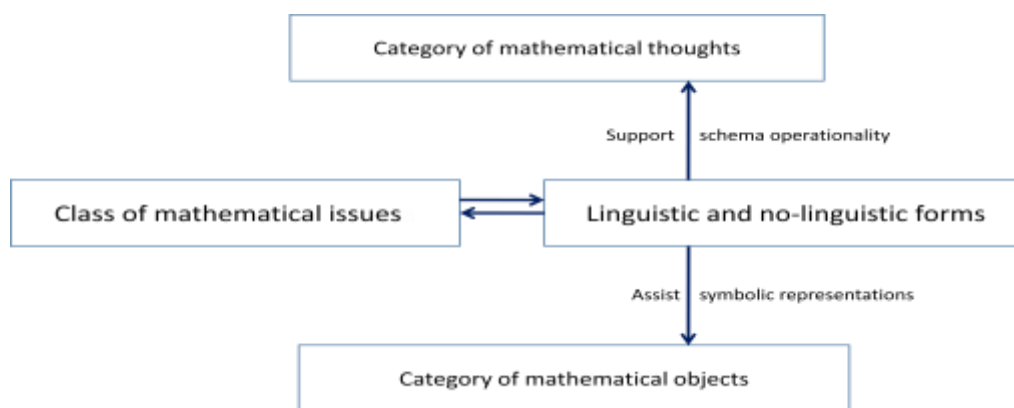 Category of mathematical thoughts
Support schema operationality
Class of mathematical issues
Linguistic and no-linguistic forms
Assist symbolic representations
Category of mathematical objects